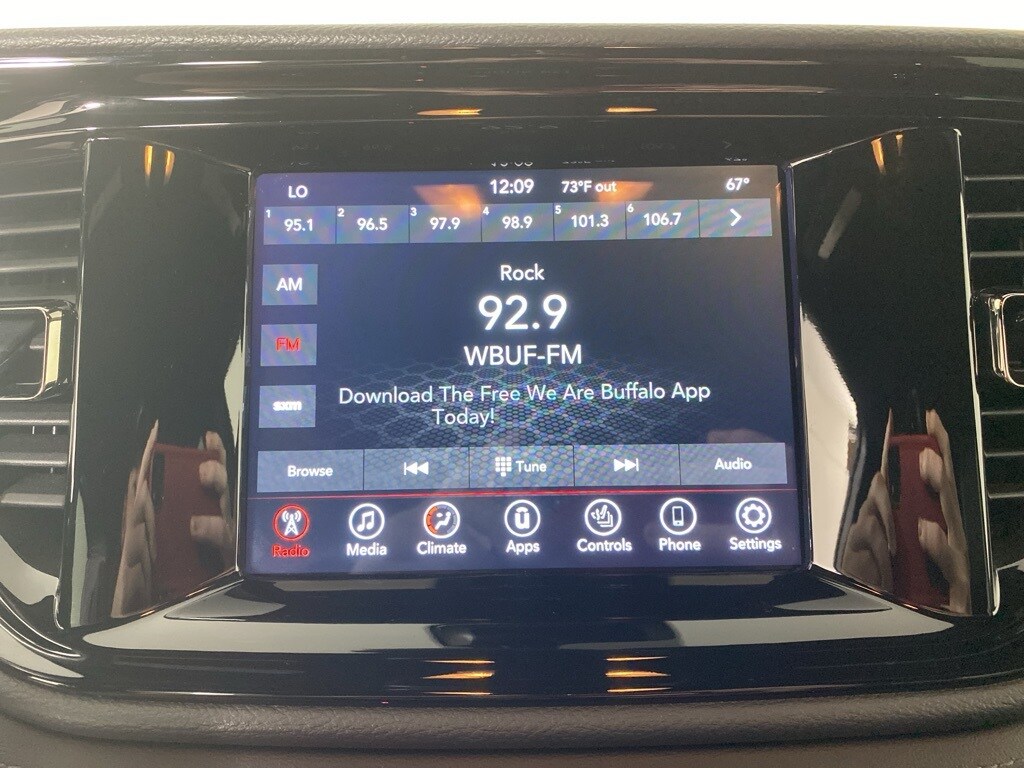 LO 12:09 73°F out 67°
1 95.1 2 96.5 3 97.9 4 98.9 5 101.3 6 106.7
AM
Rock
92.9
FM
WBUF-FM
sxm
Download The Free We Are Buffalo App
Today!
Browse Tune Audio
Radio Media Climate Apps Controls Phone Settings